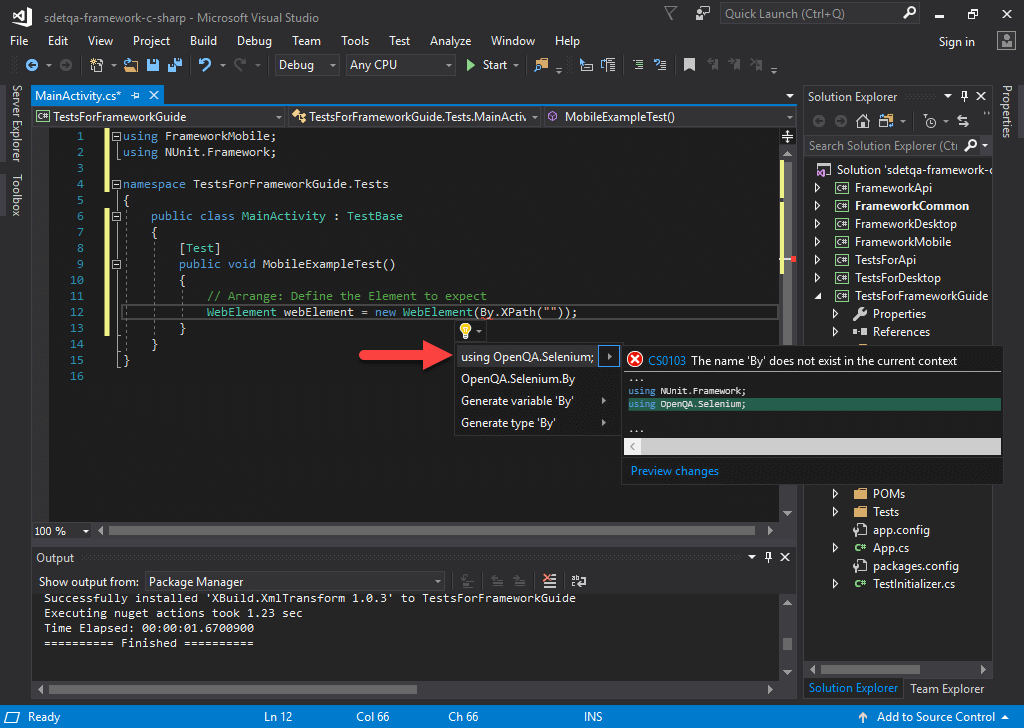 sdetqa-framework-c-sharp - Microsoft Visual Studio
Quick Launch (Ctrl+Q)
File Edit View Project Build Debug Team Tools Test Analyze Window Help
Sign in
Debug Any CPU Start
Server Explorer
Toolbox
MainActivity.cs*
TestsForFrameworkGuide
TestsForFrameworkGuide.Tests.MainActiv
MobileExampleTest()
1 using FrameworkMobile;
2 using NUnit.Framework;
3
4 namespace TestsForFrameworkGuide.Tests
5 {
6 public class MainActivity : TestBase
7 {
8 [Test]
9 public void MobileExampleTest()
10 {
11 // Arrange: Define the Element to expect
12 WebElement webElement = new WebElement(By.XPath(""));
13 }
14 }
15 }
16
using OpenQA.Selenium;
OpenQA.Selenium.By
Generate variable 'By'
Generate type 'By'
CS0103 The name 'By' does not exist in the current context
...
using NUnit.Framework;
using OpenQA.Selenium;
...
Preview changes
100 %
Output
Show output from: Package Manager
Successfully installed 'XBuild.XmlTransform 1.0.3' to TestsForFrameworkGuide
Executing nuget actions took 1.23 sec
Time Elapsed: 00:00:01.6700900
========== Finished ==========
Solution Explorer
Search Solution Explorer (Ctr
Solution 'sdetqa-framework-c
FrameworkApi
FrameworkCommon
FrameworkDesktop
FrameworkMobile
TestsForApi
TestsForDesktop
TestsForFrameworkGuide
Properties
References
POMs
Tests
app.config
App.cs
packages.config
TestInitializer.cs
Solution Explorer Team Explorer
Properties
Ready Ln 12 Col 66 Ch 66 INS Add to Source Control